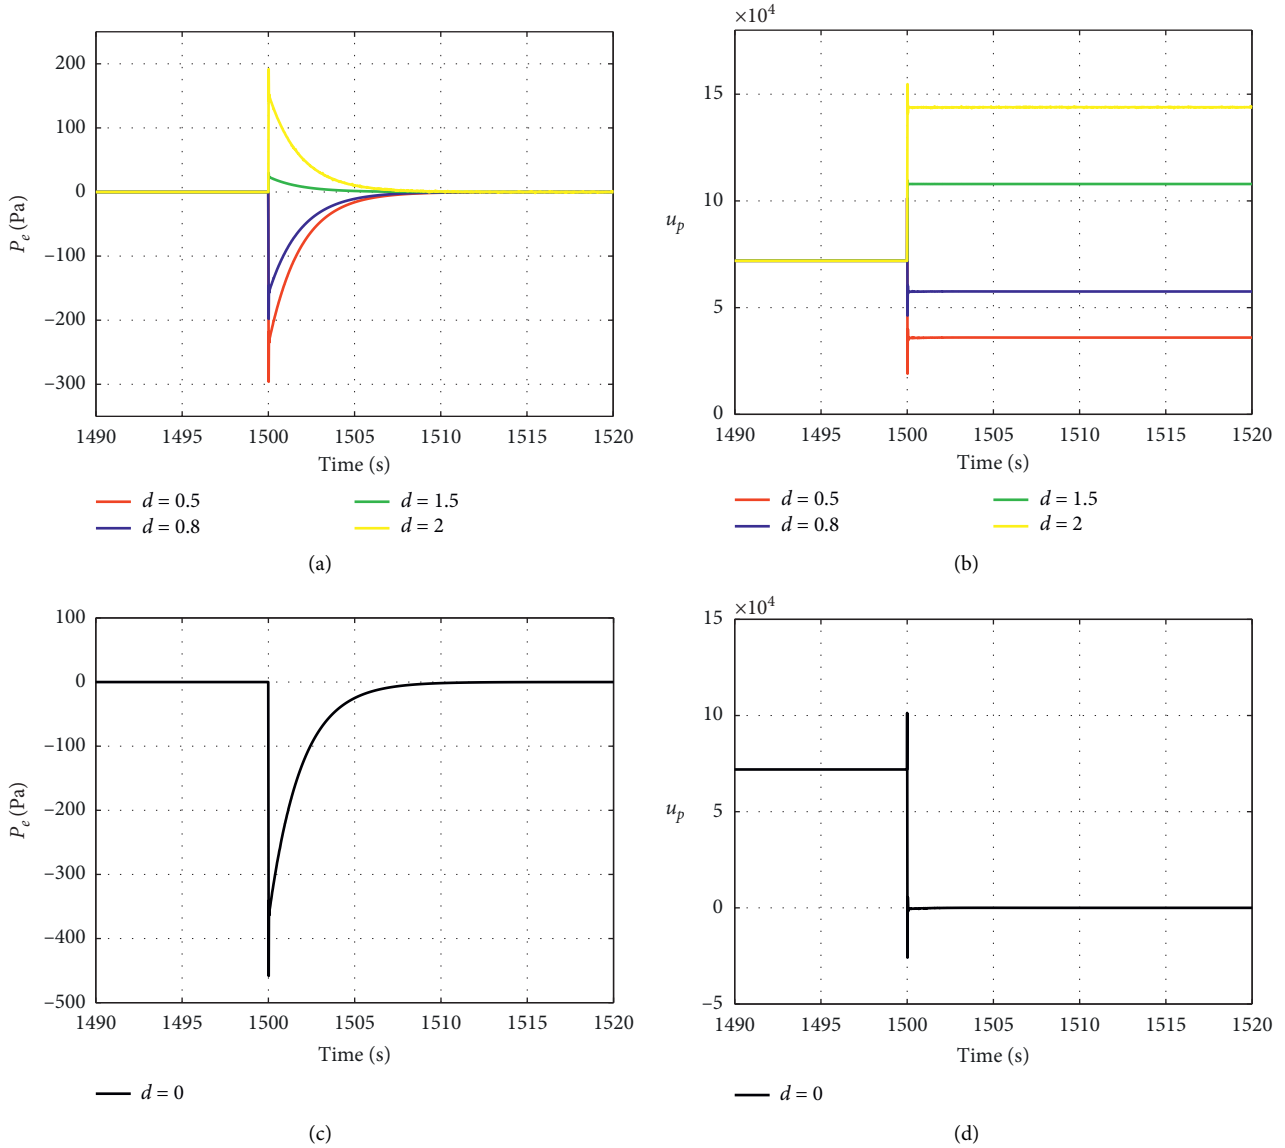 200
100
0
−100
−200
−300
P_e (Pa)
1490 1495 1500 1505 1510 1515 1520
Time (s)
d = 0.5
d = 0.8
d = 1.5
d = 2
(a)
×10⁴
15
10
5
0
u_p
1490 1495 1500 1505 1510 1515 1520
Time (s)
d = 0.5
d = 0.8
d = 1.5
d = 2
(b)
100
0
−100
−200
−300
−400
−500
P_e (Pa)
1490 1495 1500 1505 1510 1515 1520
Time (s)
d = 0
(c)
×10⁴
15
10
5
0
−5
u_p
1490 1495 1500 1505 1510 1515 1520
Time (s)
d = 0
(d)